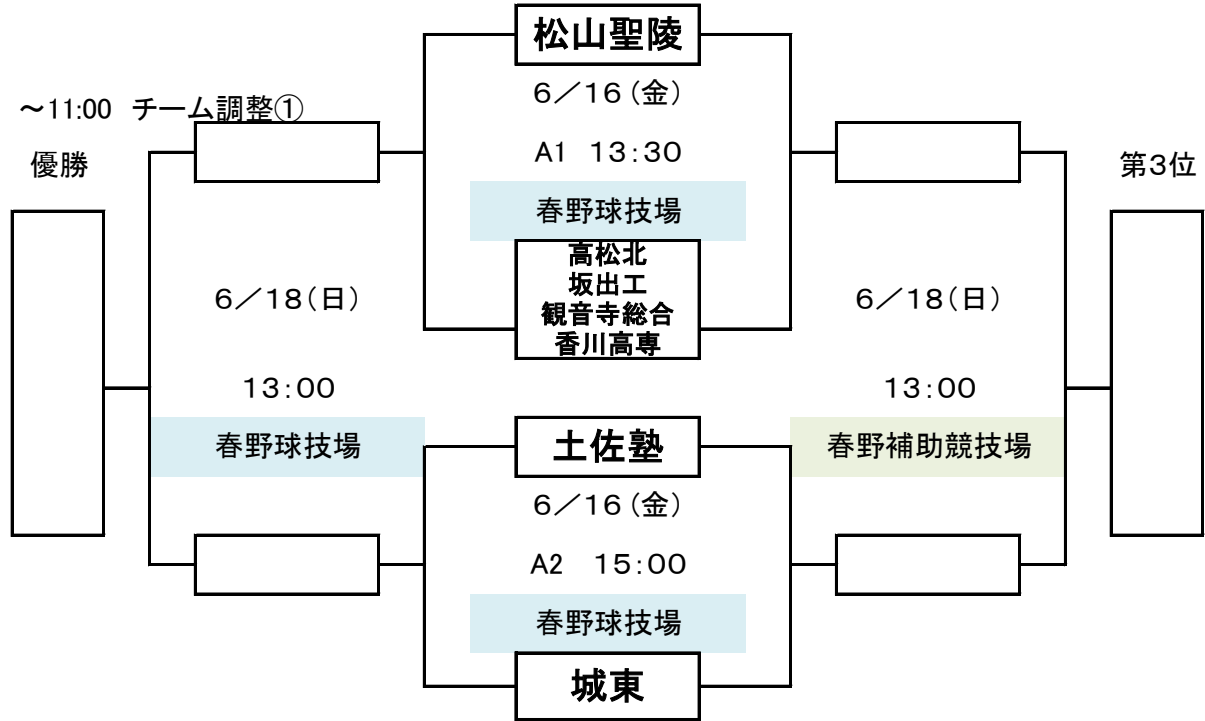 松山聖陵
6／16（金）
～11:00 チーム調整①
優勝
A1 13:30
第3位
春野球技場
高松北
坂出工
観音寺総合
香川高専
6／18（日）
6／18（日）
13:00
13:00
春野球技場
土佐塾
春野補助競技場
6／16（金）
A2 15:00
春野球技場
城東